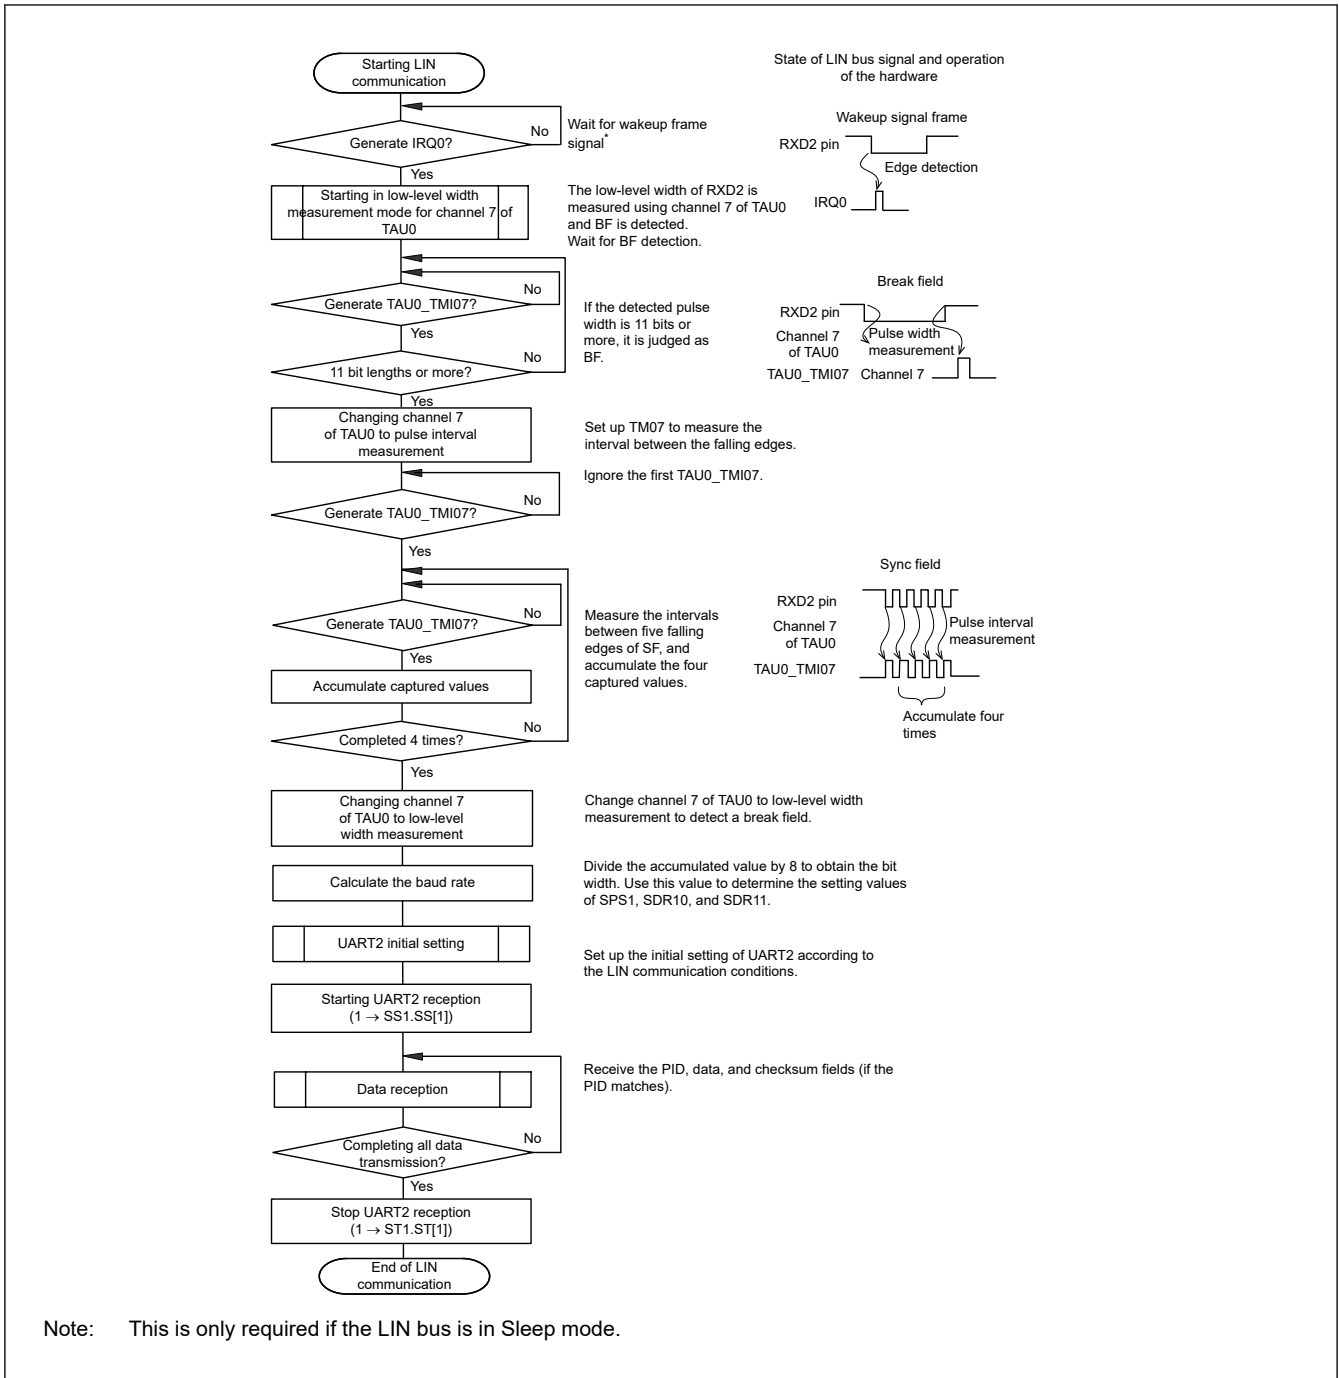 Starting LIN
communication
State of LIN bus signal and operation
of the hardware
Generate IRQ0?
No
Yes
Wait for wakeup frame
signal*
Wakeup signal frame
RXD2 pin
Edge detection
IRQ0
Starting in low-level width
measurement mode for channel 7 of
TAU0
The low-level width of RXD2 is
measured using channel 7 of TAU0
and BF is detected.
Wait for BF detection.
Generate TAU0_TMI07?
No
Yes
11 bit lengths or more?
No
Yes
If the detected pulse
width is 11 bits or
more, it is judged as
BF.
Break field
RXD2 pin
Channel 7
of TAU0
Pulse width
measurement
TAU0_TMI07
Channel 7
Changing channel 7
of TAU0 to pulse interval
measurement
Set up TM07 to measure the
interval between the falling edges.
Ignore the first TAU0_TMI07.
Generate TAU0_TMI07?
No
Yes
Generate TAU0_TMI07?
No
Yes
Accumulate captured values
Completed 4 times?
No
Yes
Measure the intervals
between five falling
edges of SF, and
accumulate the four
captured values.
Sync field
RXD2 pin
Channel 7
of TAU0
Pulse interval
measurement
TAU0_TMI07
Accumulate four
times
Changing channel 7
of TAU0 to low-level
width measurement
Change channel 7 of TAU0 to low-level width
measurement to detect a break field.
Calculate the baud rate
Divide the accumulated value by 8 to obtain the bit
width. Use this value to determine the setting values
of SPS1, SDR10, and SDR11.
UART2 initial setting
Set up the initial setting of UART2 according to
the LIN communication conditions.
Starting UART2 reception
(1 → SS1.SS[1])
Data reception
Receive the PID, data, and checksum fields (if the
PID matches).
Completing all data
transmission?
No
Yes
Stop UART2 reception
(1 → ST1.ST[1])
End of LIN
communication
Note: This is only required if the LIN bus is in Sleep mode.